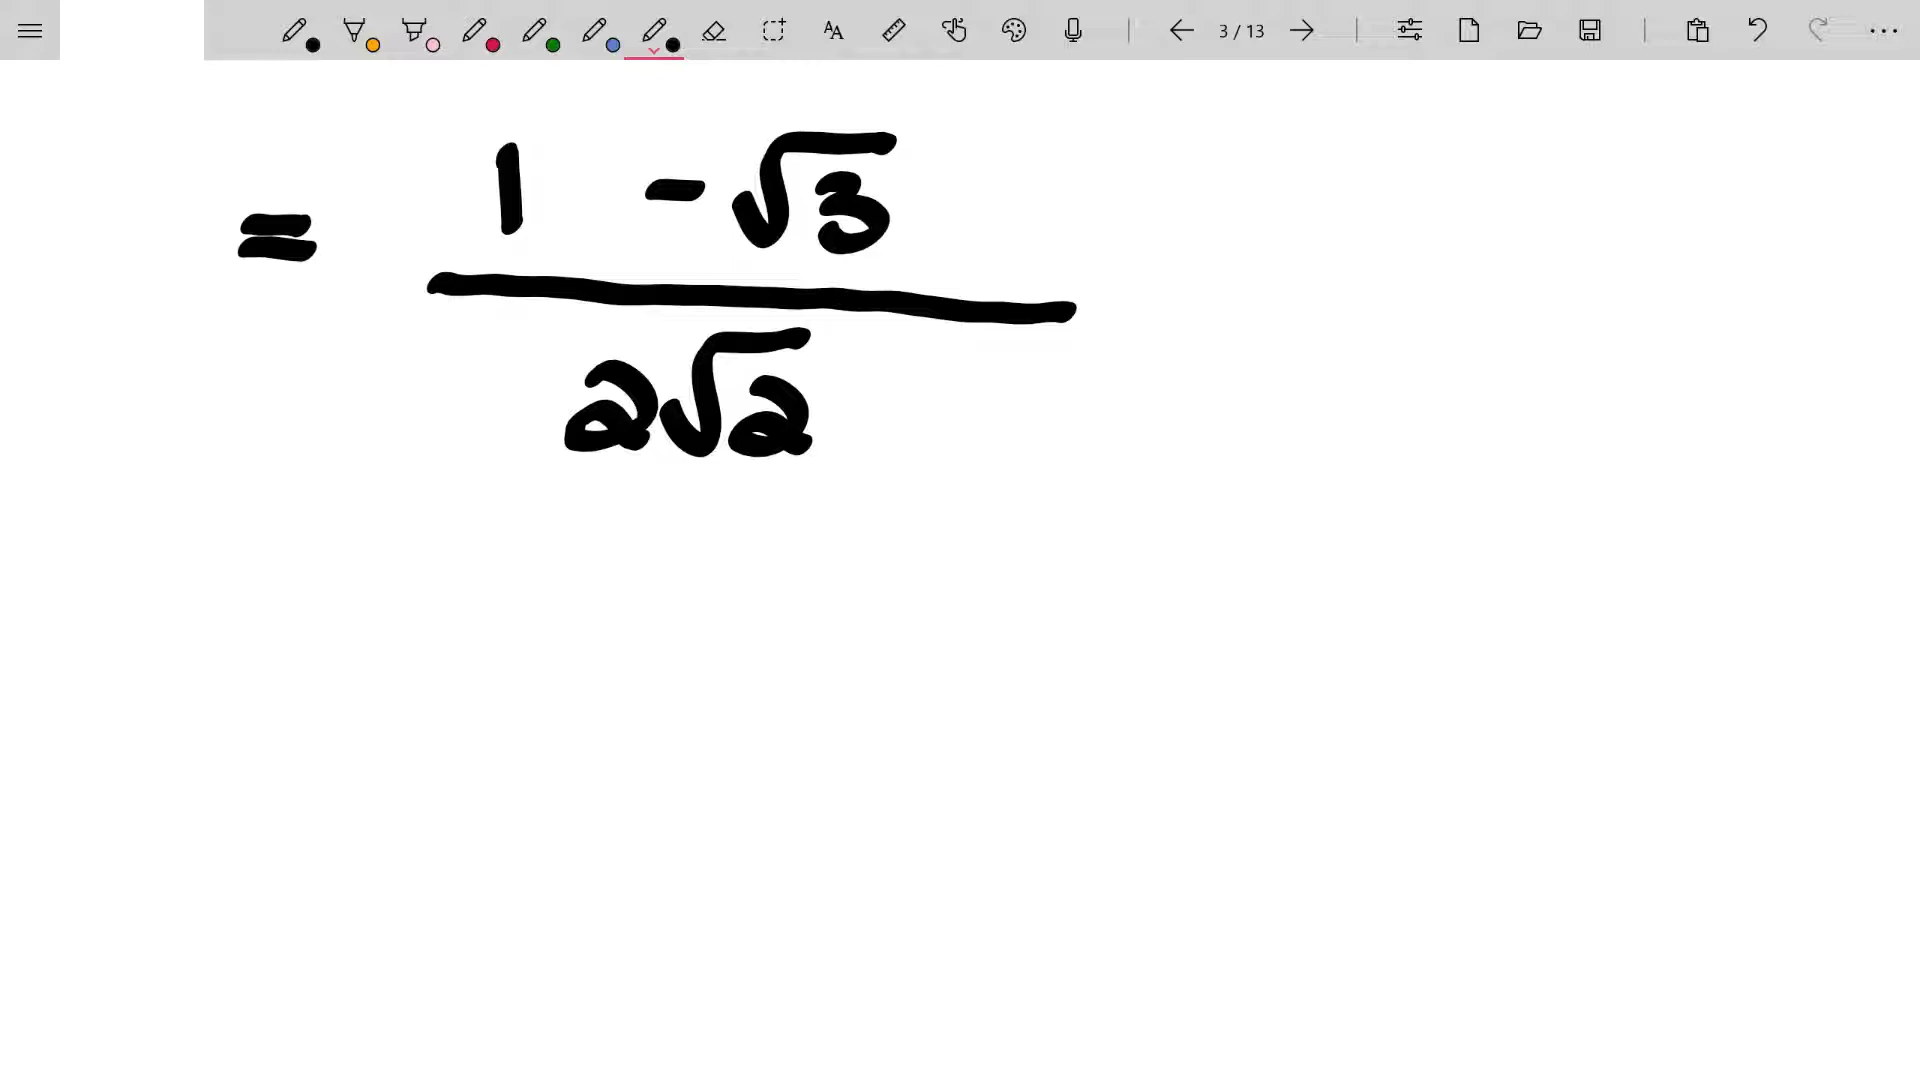 3 / 13
= 1 - √3
2√2